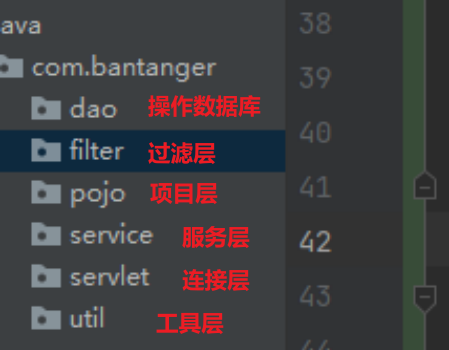 ava
38
com.bantanger
39
dao 操作数据库
40
filter 过滤层
41
pojo 项目层
service 服务层
42
servlet 连接层
43
util 工具层